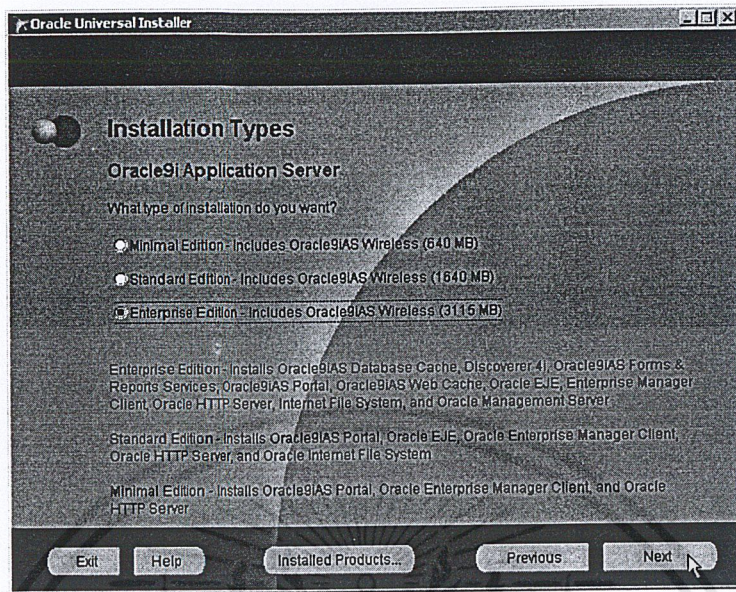 Oracle Universal Installer
Installation Types
Oracle9i Application Server
What type of installation do you want?
Minimal Edition - Includes Oracle9iAS Wireless (640 MB)
Standard Edition - Includes Oracle9iAS Wireless (1640 MB)
Enterprise Edition - Includes Oracle9iAS Wireless (3115 MB)
Enterprise Edition - Installs Oracle9iAS Database Cache, Discoverer 4i, Oracle9iAS Forms &
Reports Services, Oracle9iAS Portal, Oracle9iAS Web Cache, Oracle EJE, Enterprise Manager
Client, Oracle HTTP Server, Internet File System, and Oracle Management Server
Standard Edition - Installs Oracle9iAS Portal, Oracle EJE, Oracle Enterprise Manager Client,
Oracle HTTP Server, and Oracle Internet File System
Minimal Edition - Installs Oracle9iAS Portal, Oracle Enterprise Manager Client, and Oracle
HTTP Server
Exit Help Installed Products... Previous Next